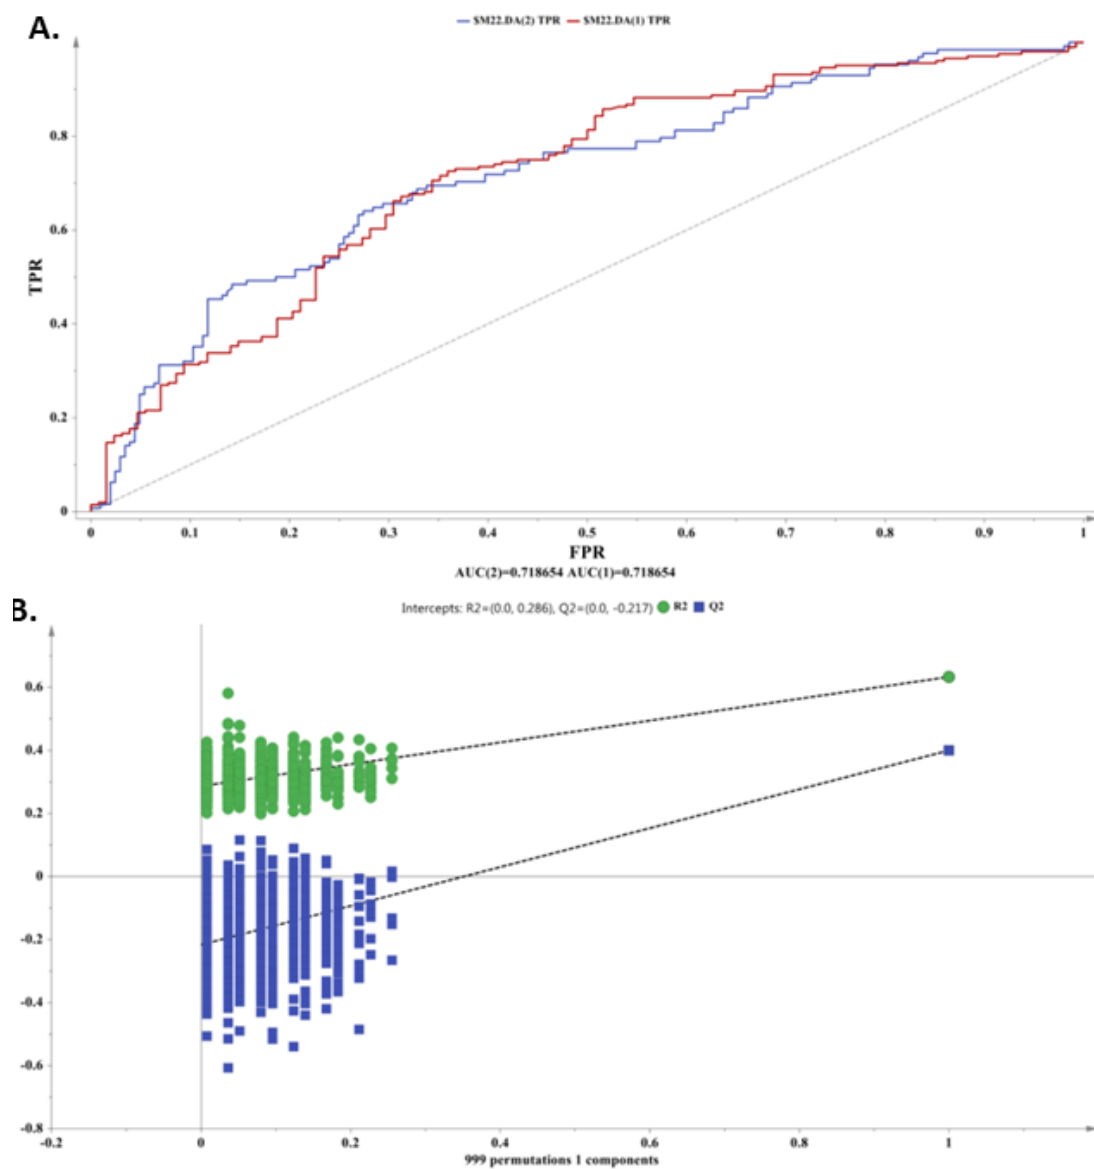 A.
SM22.DA(2) TPR SM22.DA(1) TPR
TPR
0.8
0.6
0.4
0.2
0
0 0.1 0.2 0.3 0.4 0.5 0.6 0.7 0.8 0.9 1
FPR
AUC(2)=0.718654 AUC(1)=0.718654
B.
Intercepts: R2=(0.0, 0.286), Q2=(0.0, -0.217) R2 Q2
0.6
0.4
0.2
0
-0.2
-0.4
-0.6
-0.8
-0.2 0 0.2 0.4 0.6 0.8 1
999 permutations 1 components